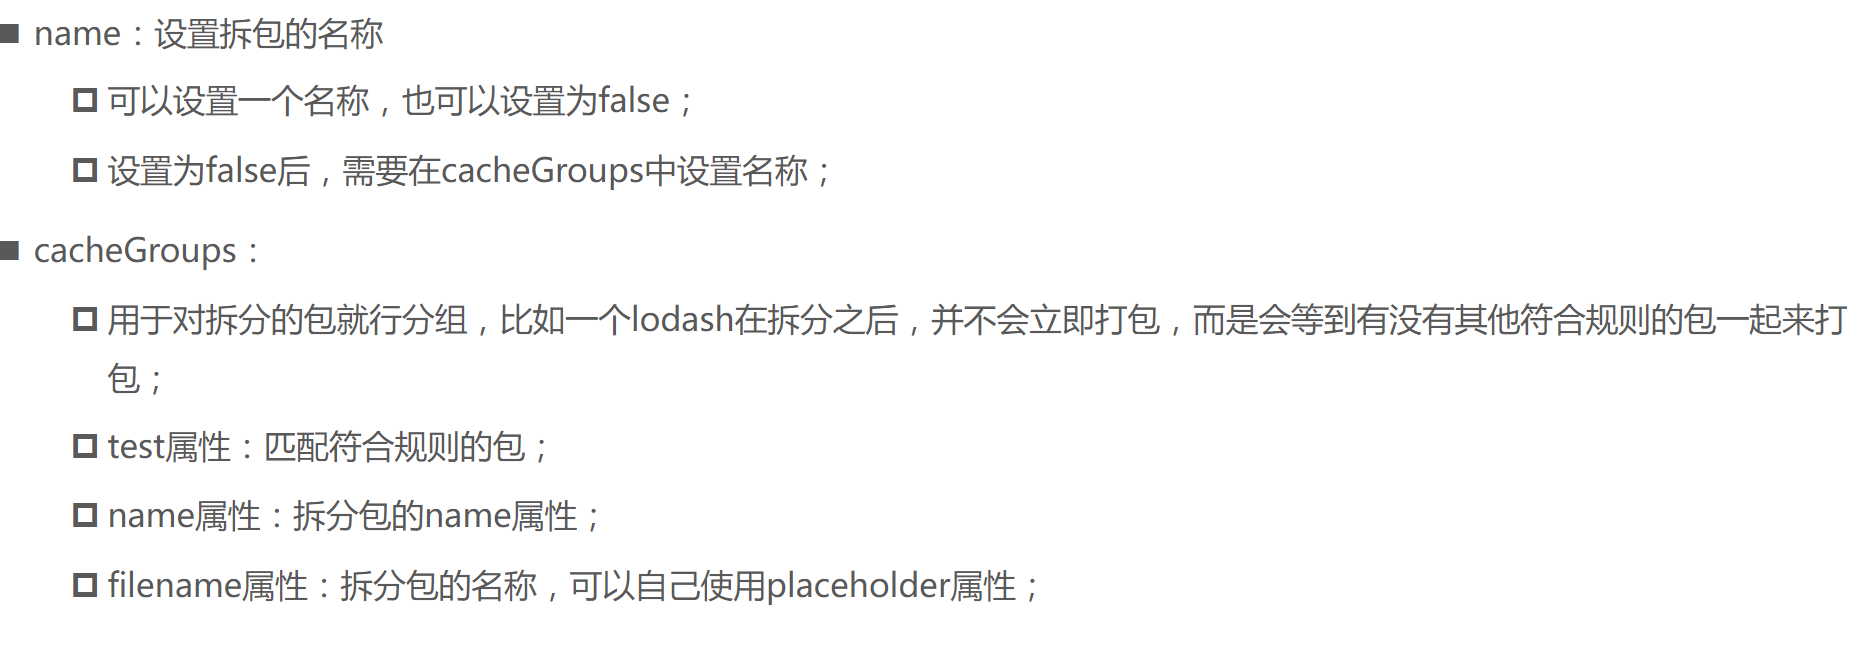 name：设置拆包的名称
可以设置一个名称，也可以设置为false；
设置为false后，需要在cacheGroups中设置名称；
cacheGroups：
用于对拆分的包就行分组，比如一个lodash在拆分之后，并不会立即打包，而是会等到有没有其他符合规则的包一起来打
包；
test属性：匹配符合规则的包；
name属性：拆分包的name属性；
filename属性：拆分包的名称，可以自己使用placeholder属性；